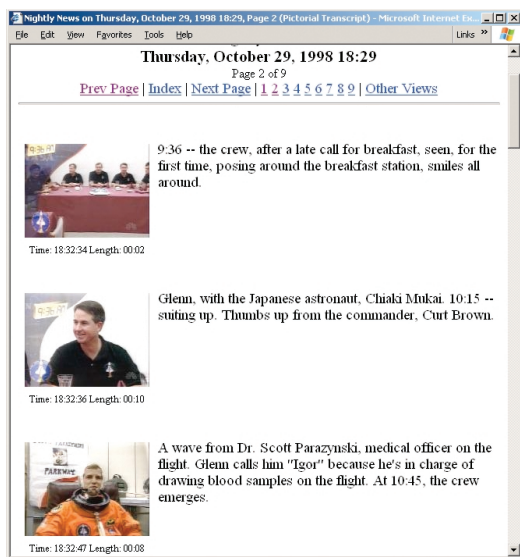 Nightly News on Thursday, October 29, 1998 18:29, Page 2 (Pictorial Transcript) - Microsoft Internet Ex...
File Edit View Favorites Tools Help Links »
Thursday, October 29, 1998 18:29
Page 2 of 9
Prev Page | Index | Next Page | 1 2 3 4 5 6 7 8 9 | Other Views
9:36 AM
9:36 -- the crew, after a late call for breakfast, seen, for the
first time, posing around the breakfast station, smiles all
around.
Time: 18:32:34 Length: 00:02
9:36 AM
Glenn, with the Japanese astronaut, Chiaki Mukai. 10:15 --
suiting up. Thumbs up from the commander, Curt Brown.
Time: 18:32:36 Length: 00:10
PARKWAY
A wave from Dr. Scott Parazynski, medical officer on the
flight. Glenn calls him "Igor" because he's in charge of
drawing blood samples on the flight. At 10:45, the crew
emerges.
Time: 18:32:47 Length: 00:08